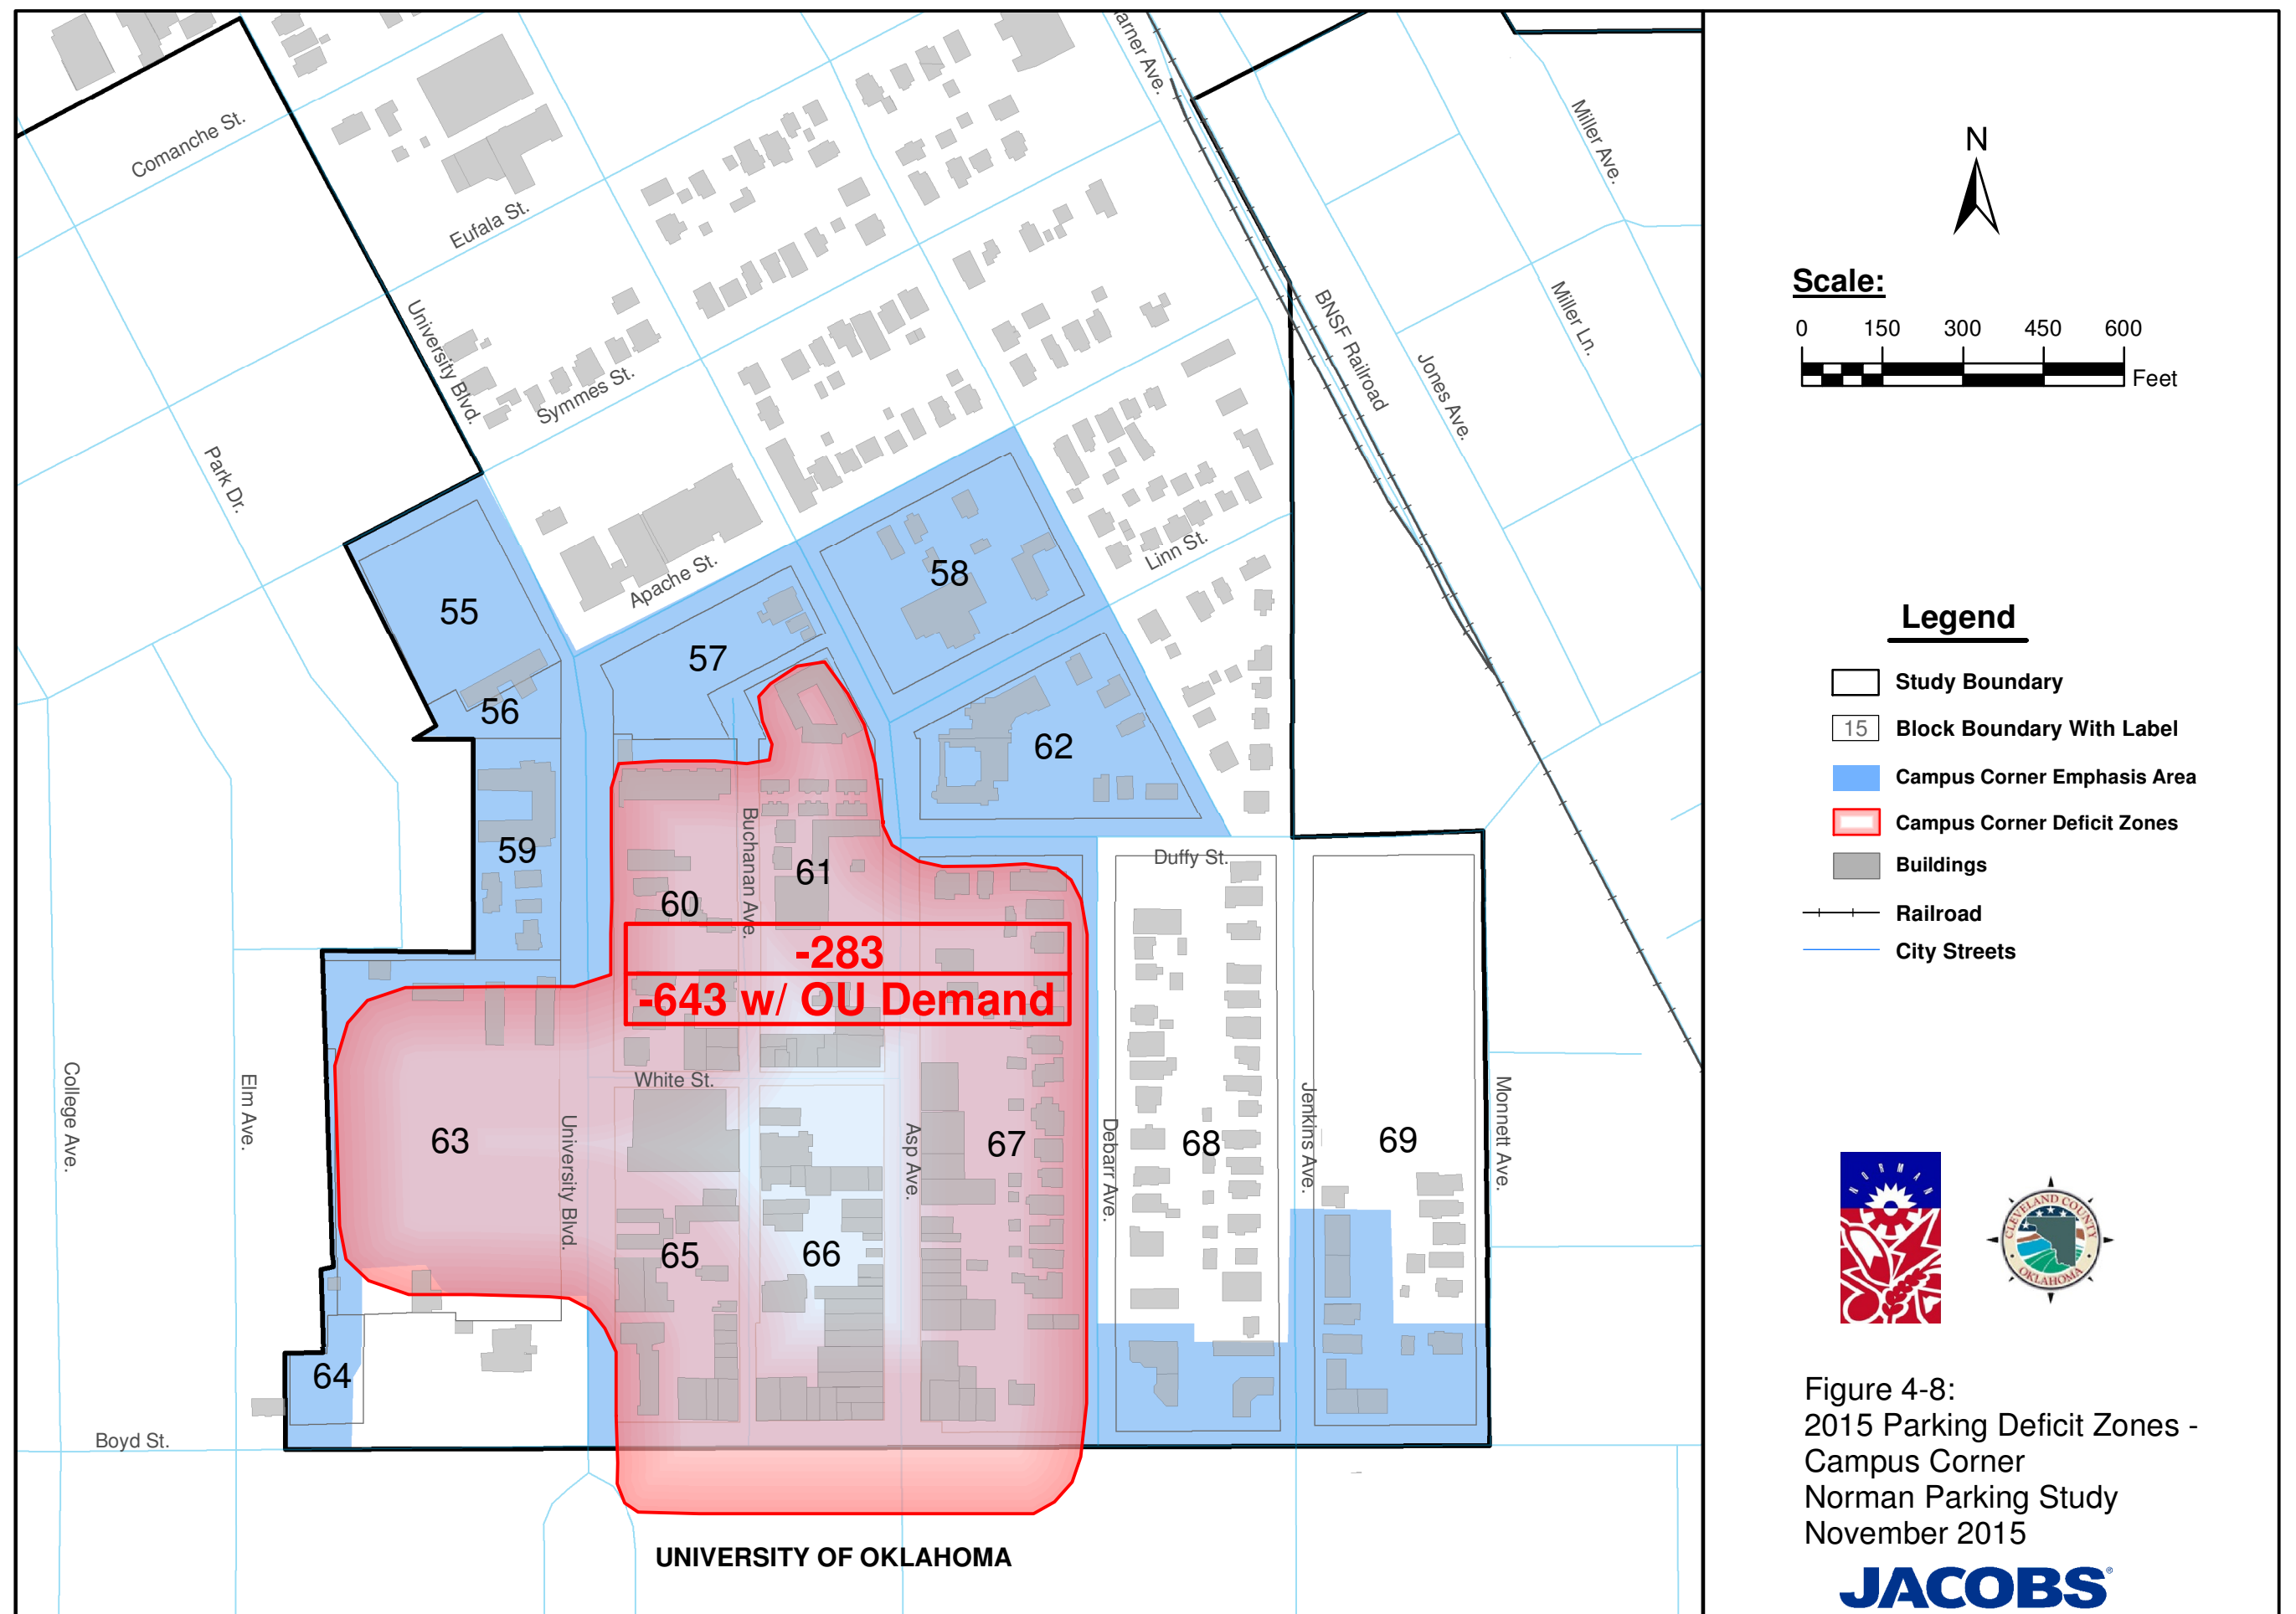 Comanche St.
Eufala St.
University Blvd.
Symmes St.
Park Dr.
Apache St.
Linn St.
BNSF Railroad
Miller Ave.
Miller Ln.
Jones Ave.
55
56
57
58
59
60
61
62
63
64
65
66
67
68
69
Buchanan Ave.
Duffy St.
-283
-643 w/ OU Demand
White St.
College Ave.
Elm Ave.
University Blvd.
Asp Ave.
Debarr Ave.
Jenkins Ave.
Monnett Ave.
Boyd St.
UNIVERSITY OF OKLAHOMA
N
Scale:
0 150 300 450 600
Feet
Legend
Study Boundary
15 Block Boundary With Label
Campus Corner Emphasis Area
Campus Corner Deficit Zones
Buildings
Railroad
City Streets
NORMAN
CLEVELAND COUNTY
OKLAHOMA
Figure 4-8:
2015 Parking Deficit Zones -
Campus Corner
Norman Parking Study
November 2015
JACOBS®